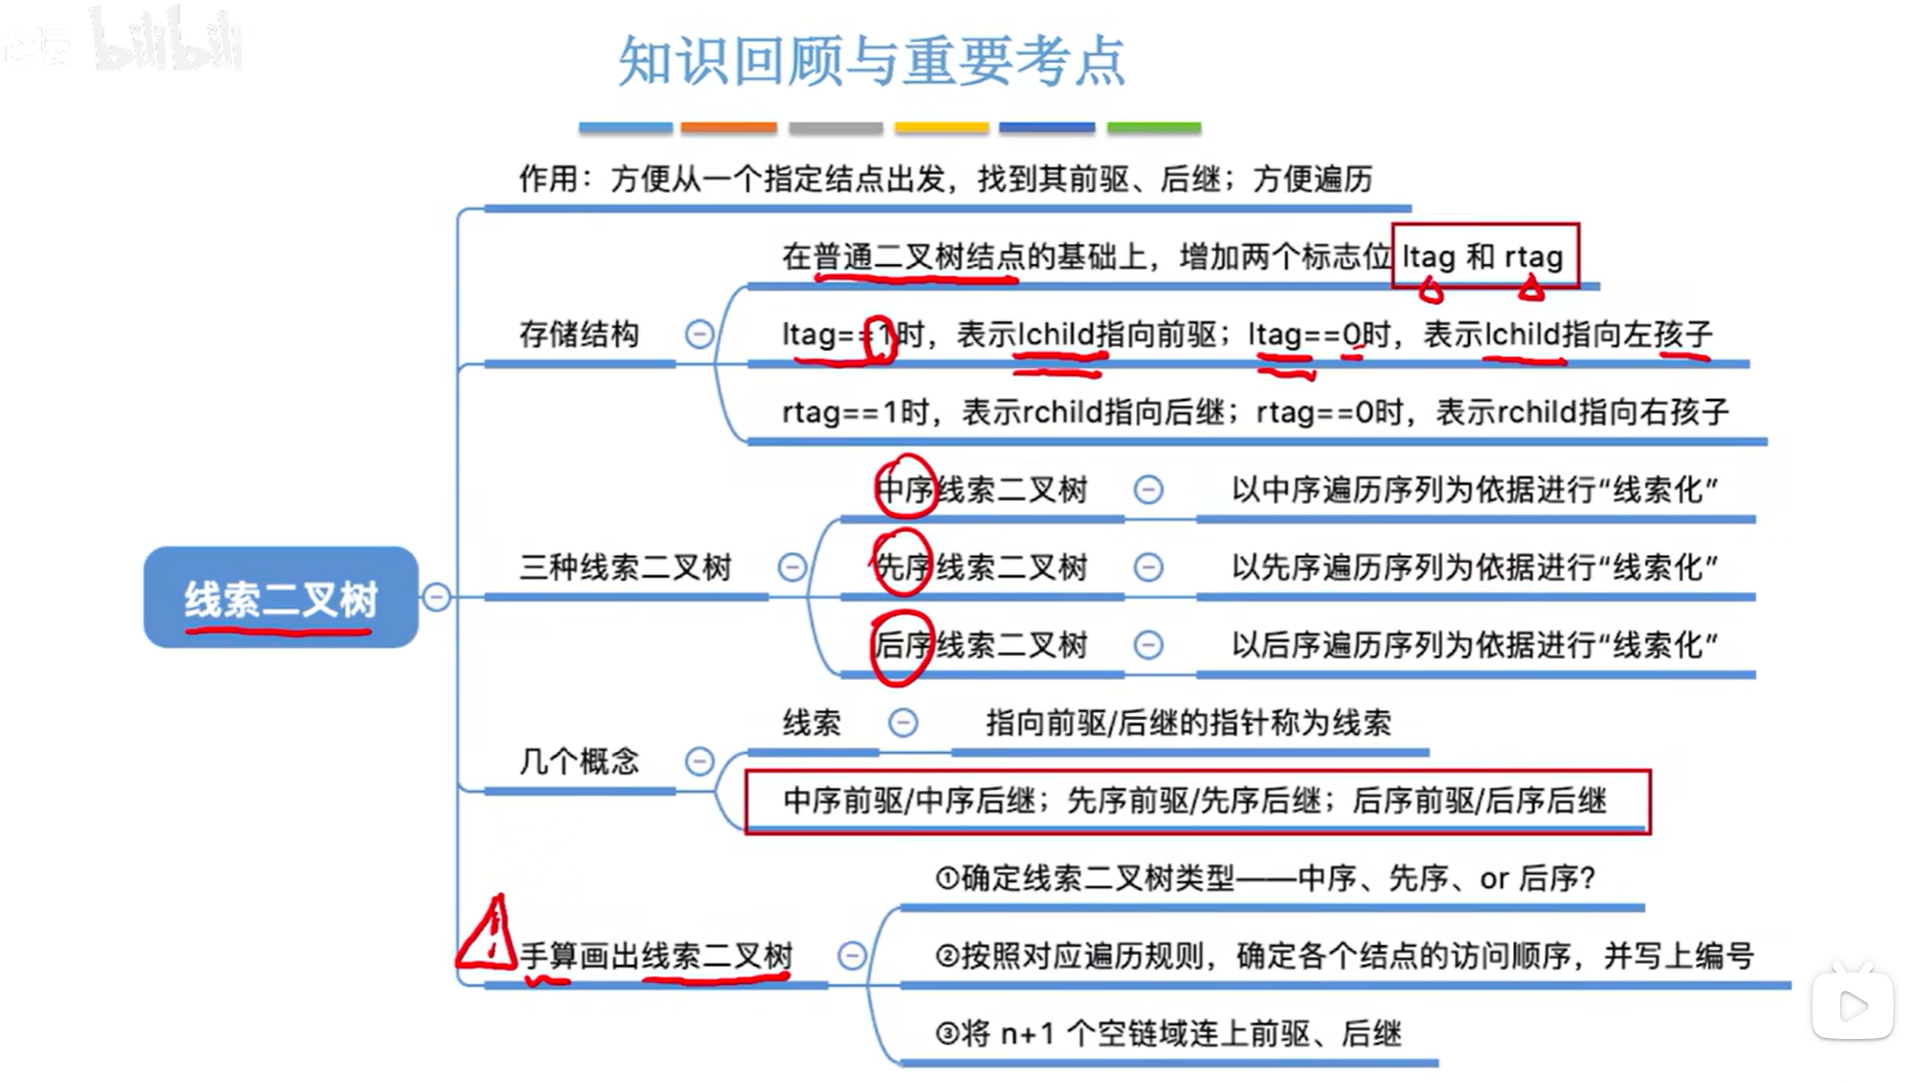 bilibili
知识回顾与重要考点
作用：方便从一个指定结点出发，找到其前驱、后继；方便遍历
在普通二叉树结点的基础上，增加两个标志位 ltag 和 rtag
存储结构
ltag==1时，表示lchild指向前驱；ltag==0时，表示lchild指向左孩子
rtag==1时，表示rchild指向后继；rtag==0时，表示rchild指向右孩子
中序线索二叉树
以中序遍历序列为依据进行“线索化”
三种线索二叉树
先序线索二叉树
以先序遍历序列为依据进行“线索化”
后序线索二叉树
以后序遍历序列为依据进行“线索化”
线索二叉树
线索
指向前驱/后继的指针称为线索
几个概念
中序前驱/中序后继；先序前驱/先序后继；后序前驱/后序后继
①确定线索二叉树类型——中序、先序、or 后序？
手算画出线索二叉树
②按照对应遍历规则，确定各个结点的访问顺序，并写上编号
③将 n+1 个空链域连上前驱、后继